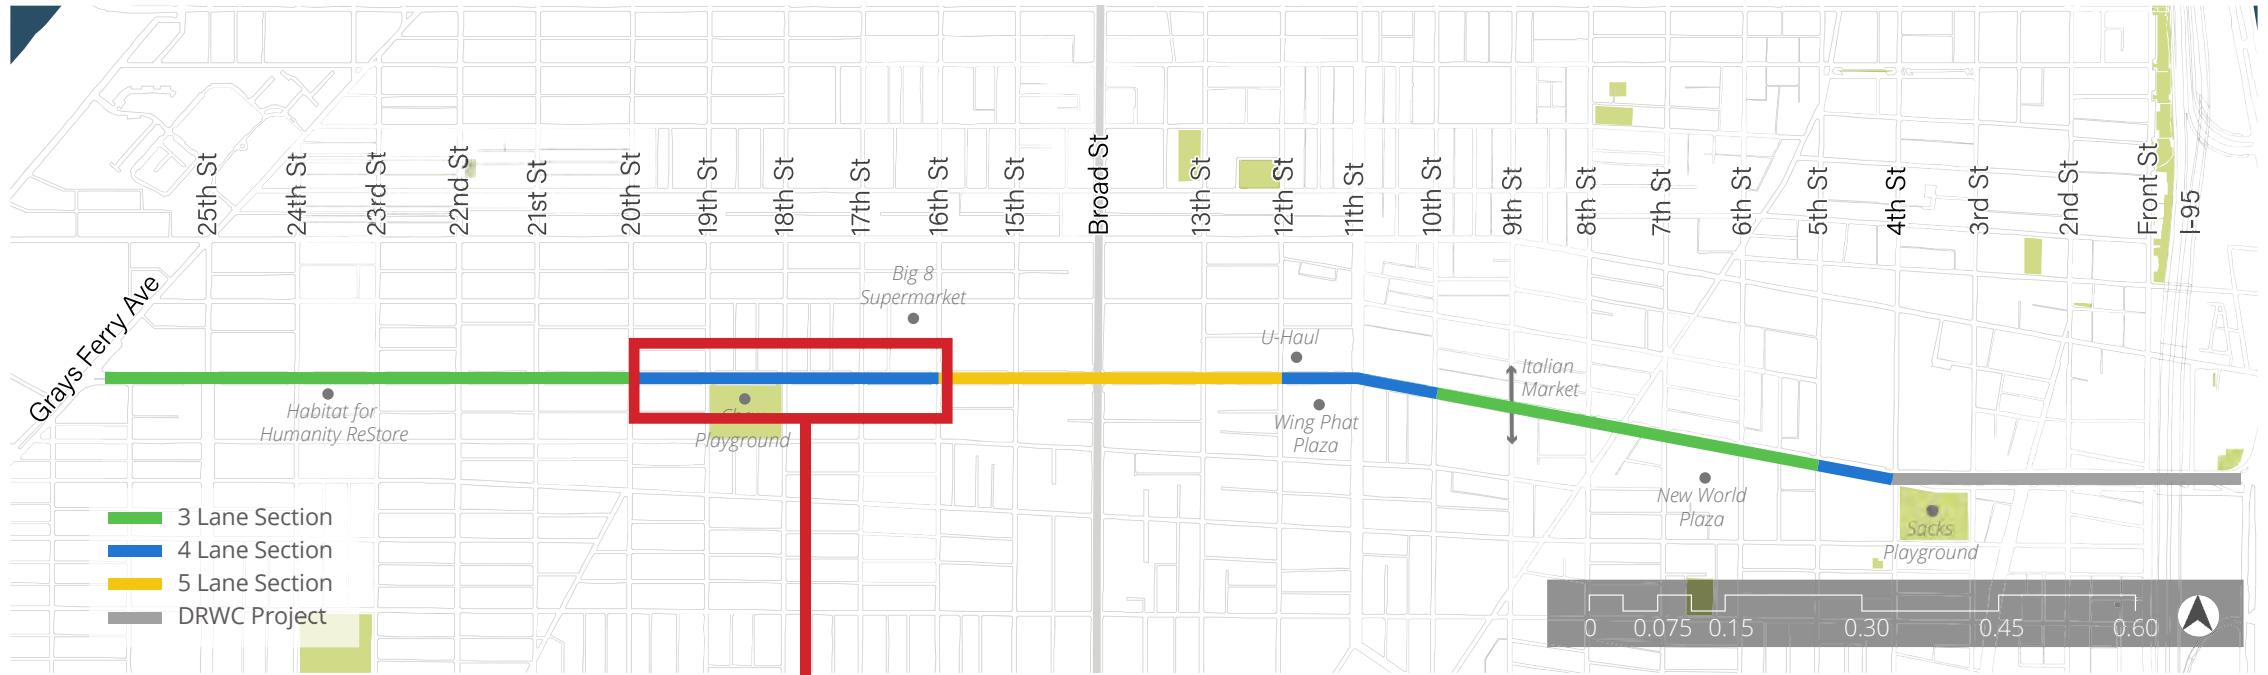 25th St
24th St
23rd St
22nd St
21st St
20th St
19th St
18th St
17th St
16th St
15th St
Broad St
13th St
12th St
11th St
10th St
9th St
8th St
7th St
6th St
5th St
4th St
3rd St
2nd St
Front St
I-95
Grays Ferry Ave
Big 8
Supermarket
U-Haul
Italian
Market
Habitat for
Humanity ReStore
Playground
Wing Phat
Plaza
New World
Plaza
Sacks
Playground
3 Lane Section
4 Lane Section
5 Lane Section
DRWC Project
0 0.075 0.15 0.30 0.45 0.60